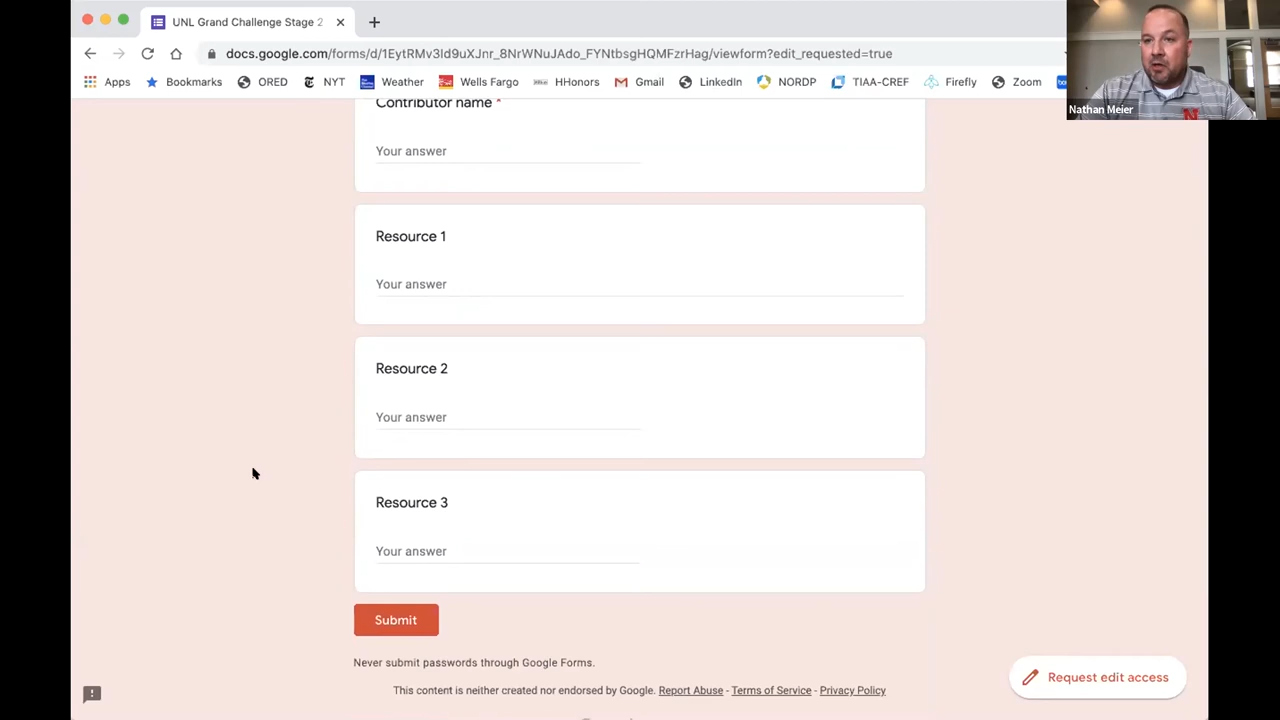 UNL Grand Challenge Stage 2
docs.google.com/forms/d/1EytRMv3ld9uXJnr_8NrWNuJAdo_FYNtbsgHQMFzrHag/viewform?edit_requested=true
Apps Bookmarks ORED NYT Weather Wells Fargo HHonors Gmail LinkedIn NORDP TIAA-CREF Firefly Zoom
Nathan Meier
N
Contributor name *
Your answer
Resource 1
Your answer
Resource 2
Your answer
Resource 3
Your answer
Submit
Never submit passwords through Google Forms.
This content is neither created nor endorsed by Google. Report Abuse - Terms of Service - Privacy Policy
Request edit access